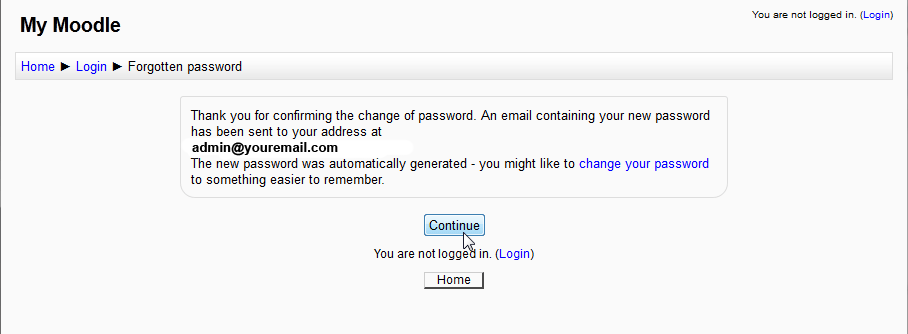 You are not logged in. (Login)
My Moodle
Home ► Login ► Forgotten password
Thank you for confirming the change of password. An email containing your new password
has been sent to your address at
admin@youremail.com
The new password was automatically generated - you might like to change your password
to something easier to remember.
Continue
You are not logged in. (Login)
Home